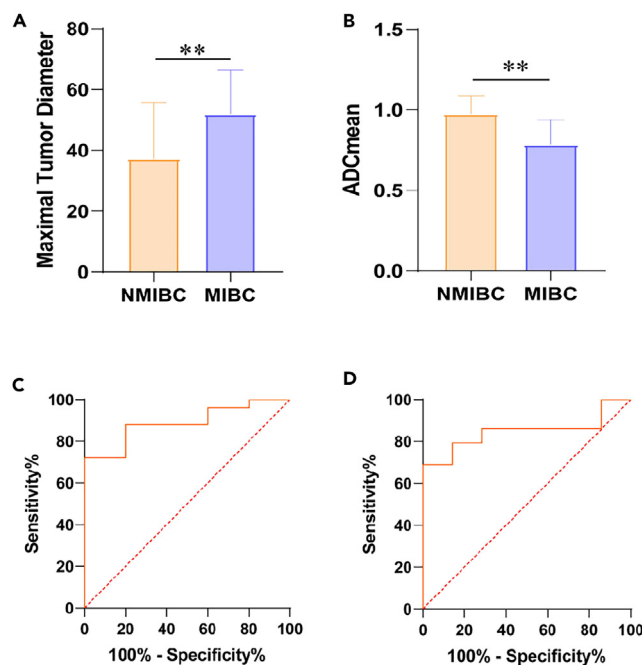 A
Maximal Tumor Diameter
80
60
40
20
0
**
NMIBC MIBC
B
ADCmean
1.5
1.0
0.5
0.0
**
NMIBC MIBC
C
Sensitivity%
100
80
60
40
20
0
0 20 40 60 80 100
100% - Specificity%
D
Sensitivity%
100
80
60
40
20
0
0 20 40 60 80 100
100% - Specificity%